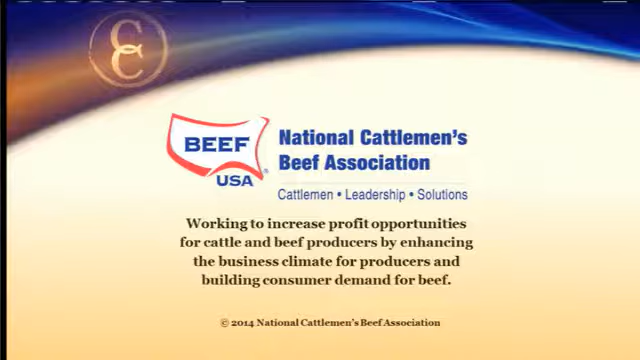 CC
BEEF
USA
®
National Cattlemen's
Beef Association
Cattlemen • Leadership • Solutions
Working to increase profit opportunities
for cattle and beef producers by enhancing
the business climate for producers and
building consumer demand for beef.
© 2014 National Cattlemen's Beef Association